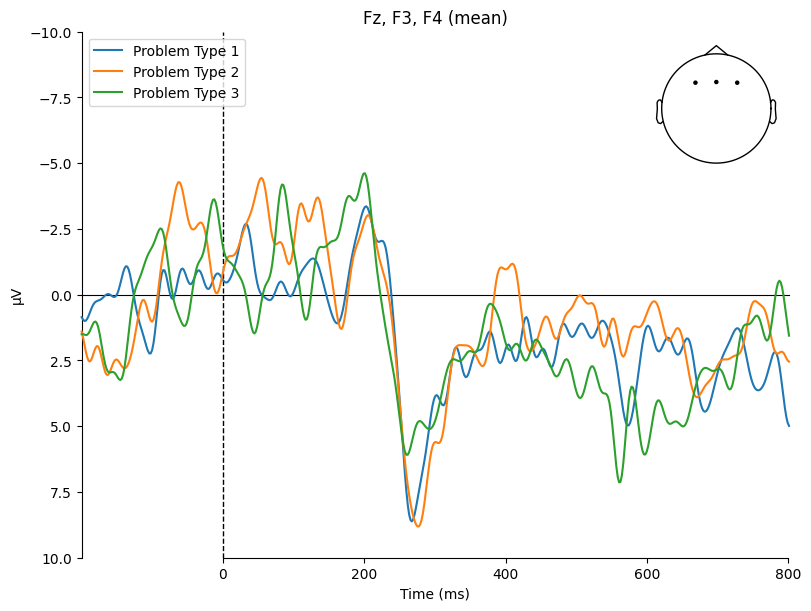 Fz, F3, F4 (mean)
Problem Type 1
Problem Type 2
Problem Type 3
−10.0
−7.5
−5.0
−2.5
0.0
2.5
5.0
7.5
10.0
µV
0 200 400 600 800
Time (ms)